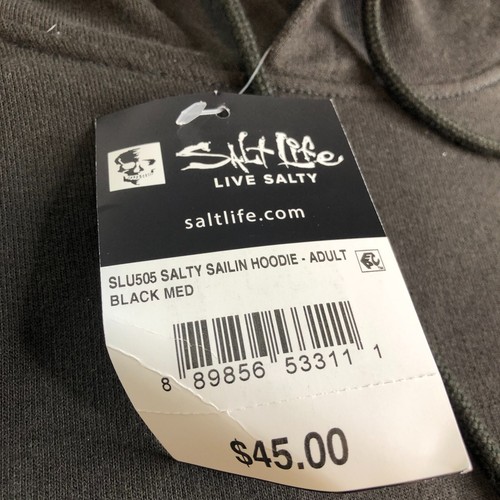 Salt Life
LIVE SALTY
saltlife.com
SLU505 SALTY SAILIN HOODIE - ADULT
BLACK MED
8 89856 53311 1
$45.00